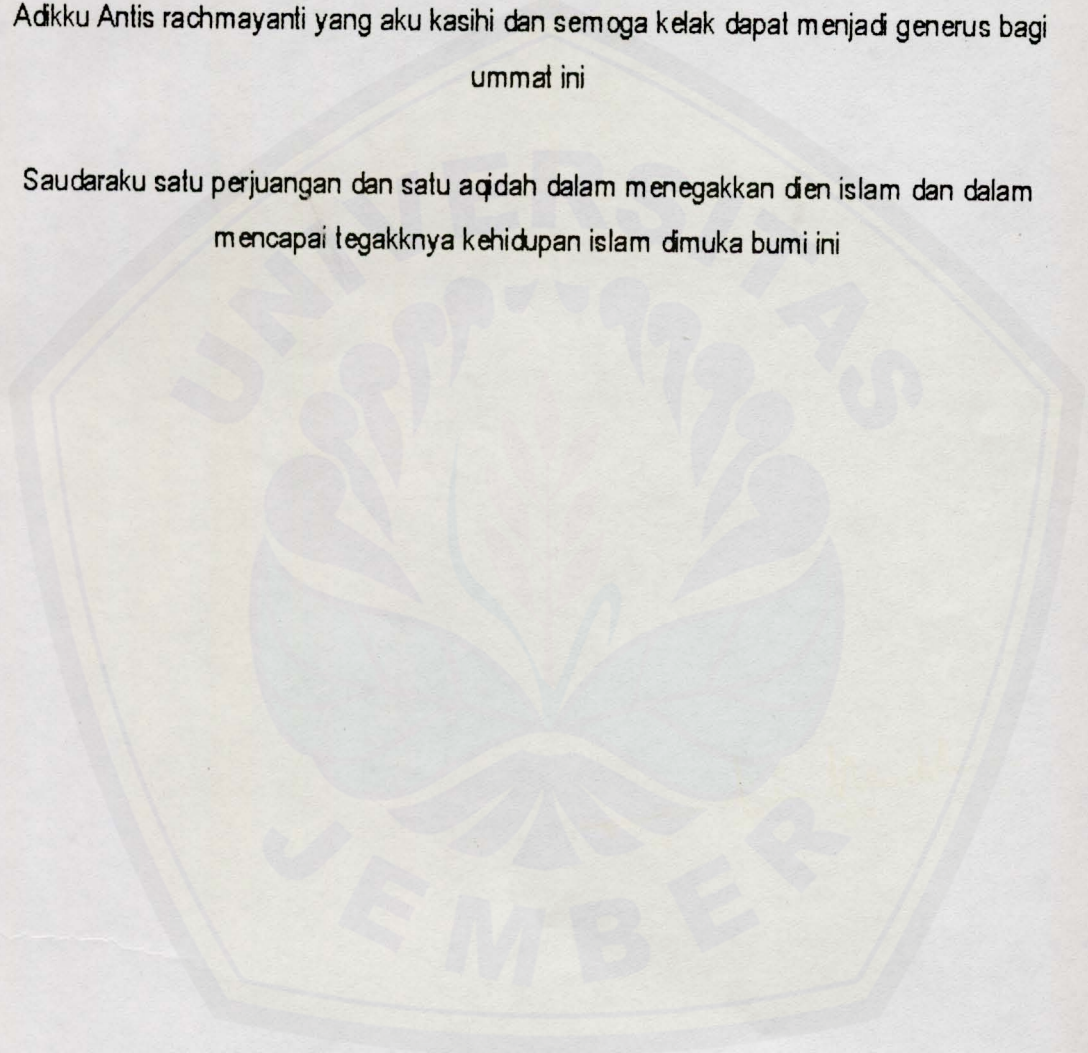 Adikku Antis rachmayanti yang aku kasihi dan semoga kelak dapat menjadi generus bagi
ummat ini
Saudaraku satu perjuangan dan satu aqidah dalam menegakkan dien islam dan dalam
mencapai tegakknya kehidupan islam dimuka bumi ini
UNIVERSITAS
JEMBER